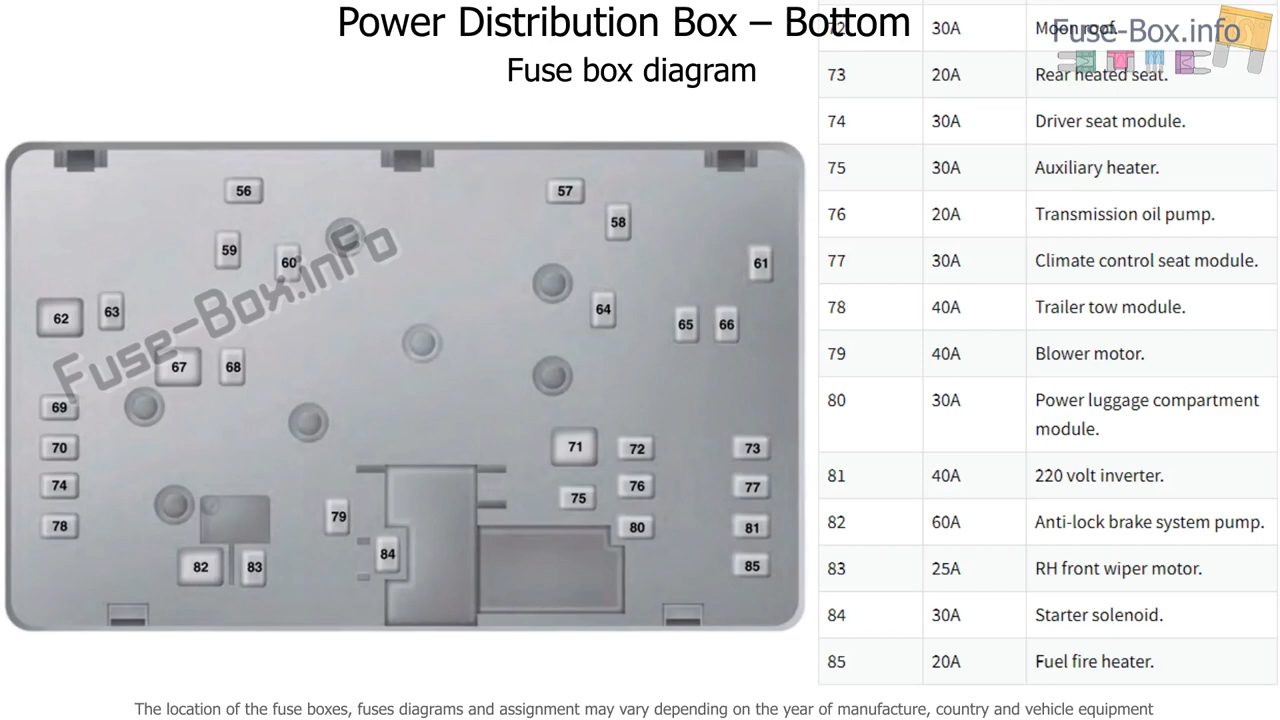 Power Distribution Box – Bottom
Fuse box diagram
Fuse-Box.info
56
57
58
59
60
61
62
63
64
65
66
67
68
69
70
71
72
73
74
75
76
77
78
79
80
81
82
83
84
85
Fuse-Box.info
72 30A Moon roof.
73 20A Rear heated seat.
74 30A Driver seat module.
75 30A Auxiliary heater.
76 20A Transmission oil pump.
77 30A Climate control seat module.
78 40A Trailer tow module.
79 40A Blower motor.
80 30A Power luggage compartment
module.
81 40A 220 volt inverter.
82 60A Anti-lock brake system pump.
83 25A RH front wiper motor.
84 30A Starter solenoid.
85 20A Fuel fire heater.
The location of the fuse boxes, fuses diagrams and assignment may vary depending on the year of manufacture, country and vehicle equipment